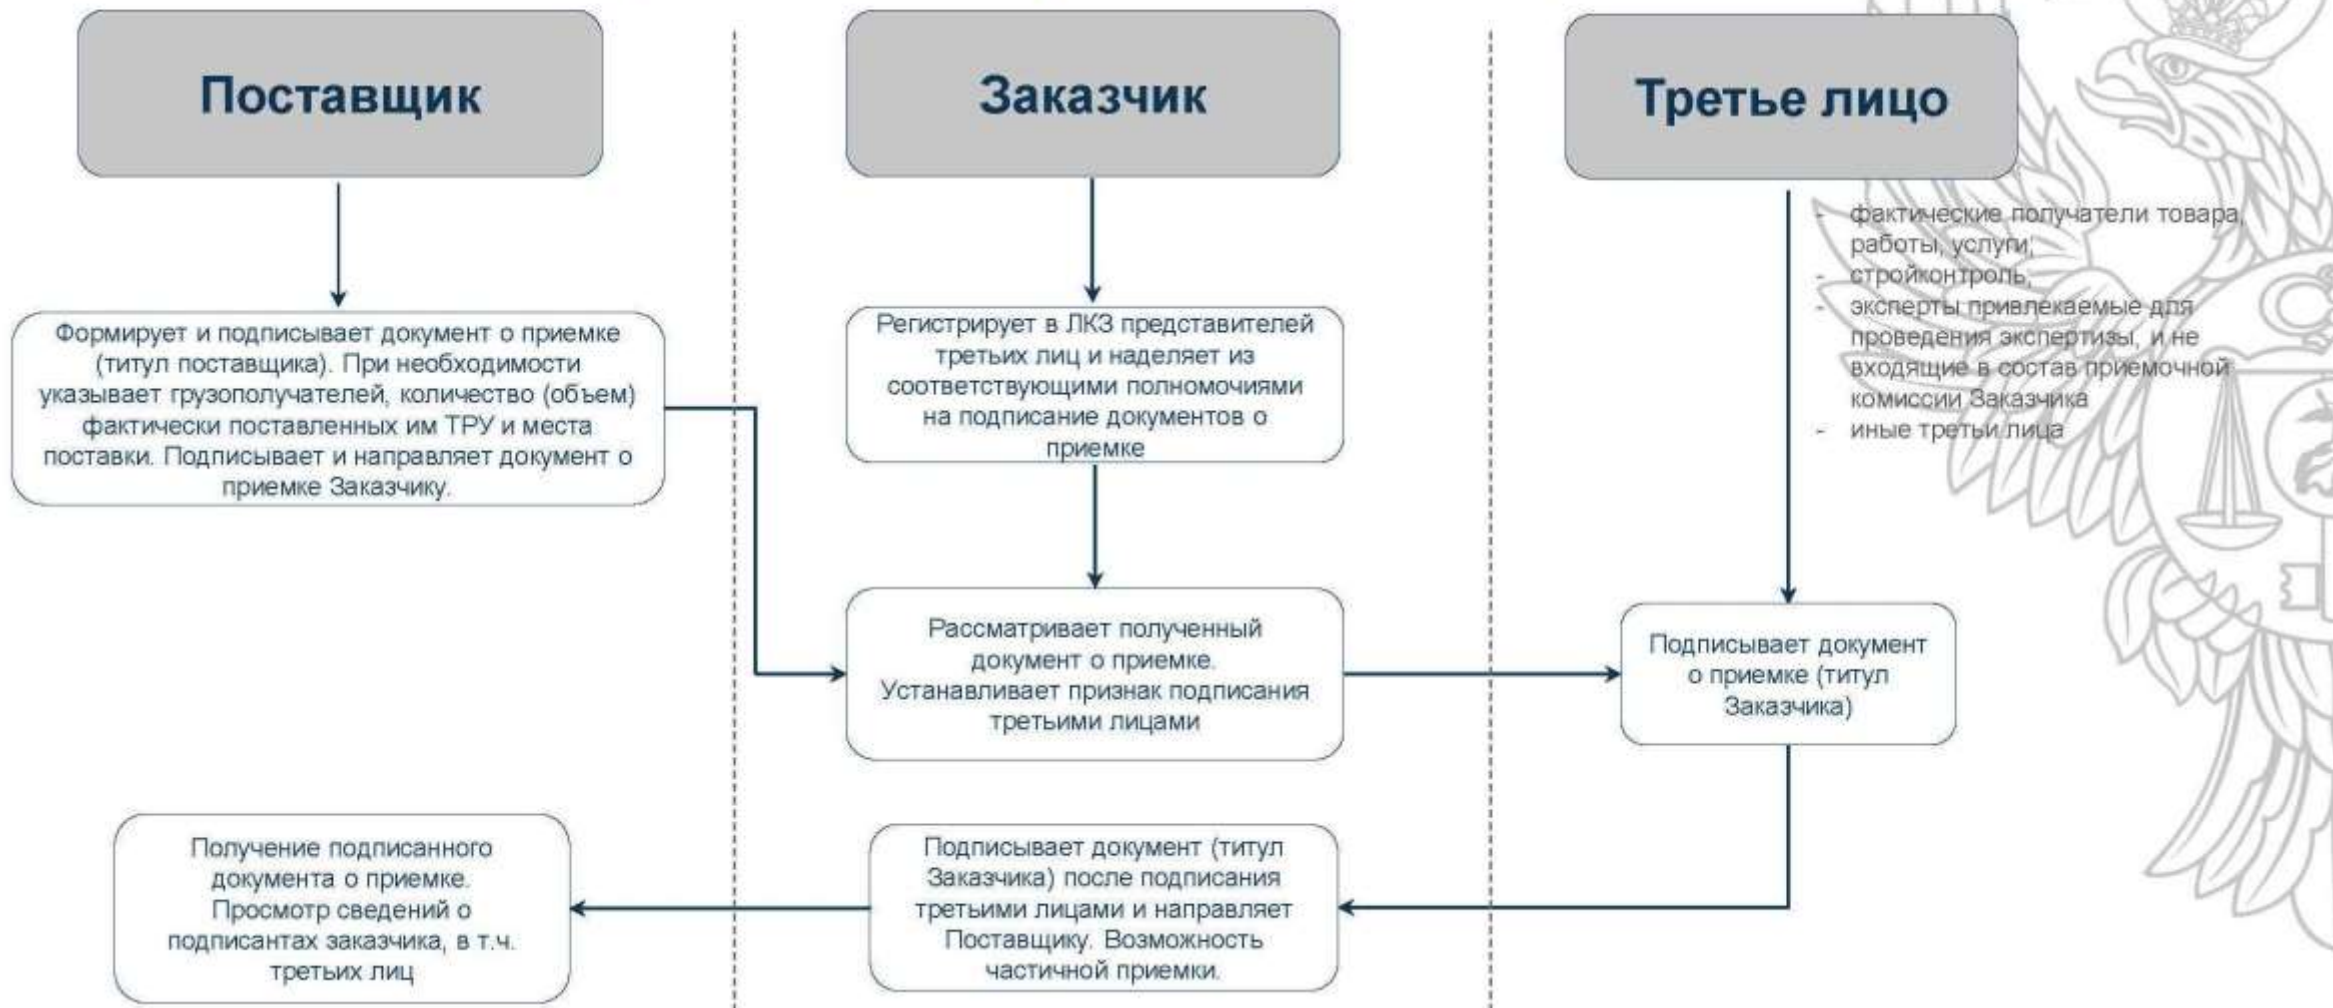 Поставщик
Заказчик
Третье лицо
Формирует и подписывает документ о приемке
(титул поставщика). При необходимости
указывает грузополучателей, количество (объем)
фактически поставленных им ТРУ и места
поставки. Подписывает и направляет документ о
приемке Заказчику.
Регистрирует в ЛКЗ представителей
третьих лиц и наделяет из
соответствующими полномочиями
на подписание документов о
приемке
- фактические получатели товара,
работы, услуги;
- стройконтроль;
- эксперты привлекаемые для
проведения экспертизы, и не
входящие в состав приемочной
комиссии Заказчика
- иные третьи лица
Рассматривает полученный
документ о приемке.
Устанавливает признак подписания
третьими лицами
Подписывает документ
о приемке (титул
Заказчика)
Получение подписанного
документа о приемке.
Просмотр сведений о
подписантах заказчика, в т.ч.
третьих лиц
Подписывает документ (титул
Заказчика) после подписания
третьими лицами и направляет
Поставщику. Возможность
частичной приемки.